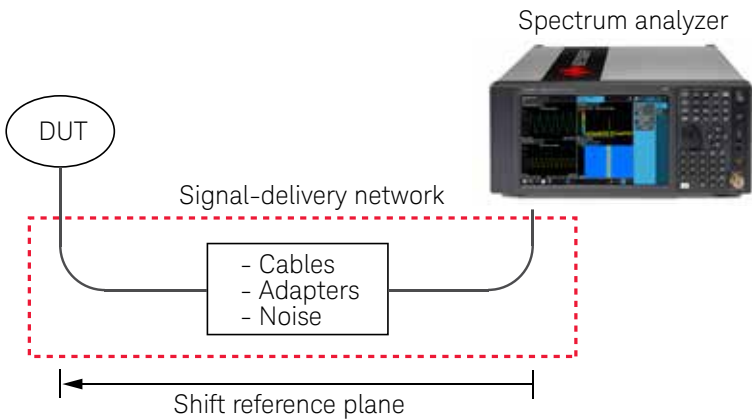 Spectrum analyzer
DUT
Signal-delivery network
- Cables
- Adapters
- Noise
Shift reference plane